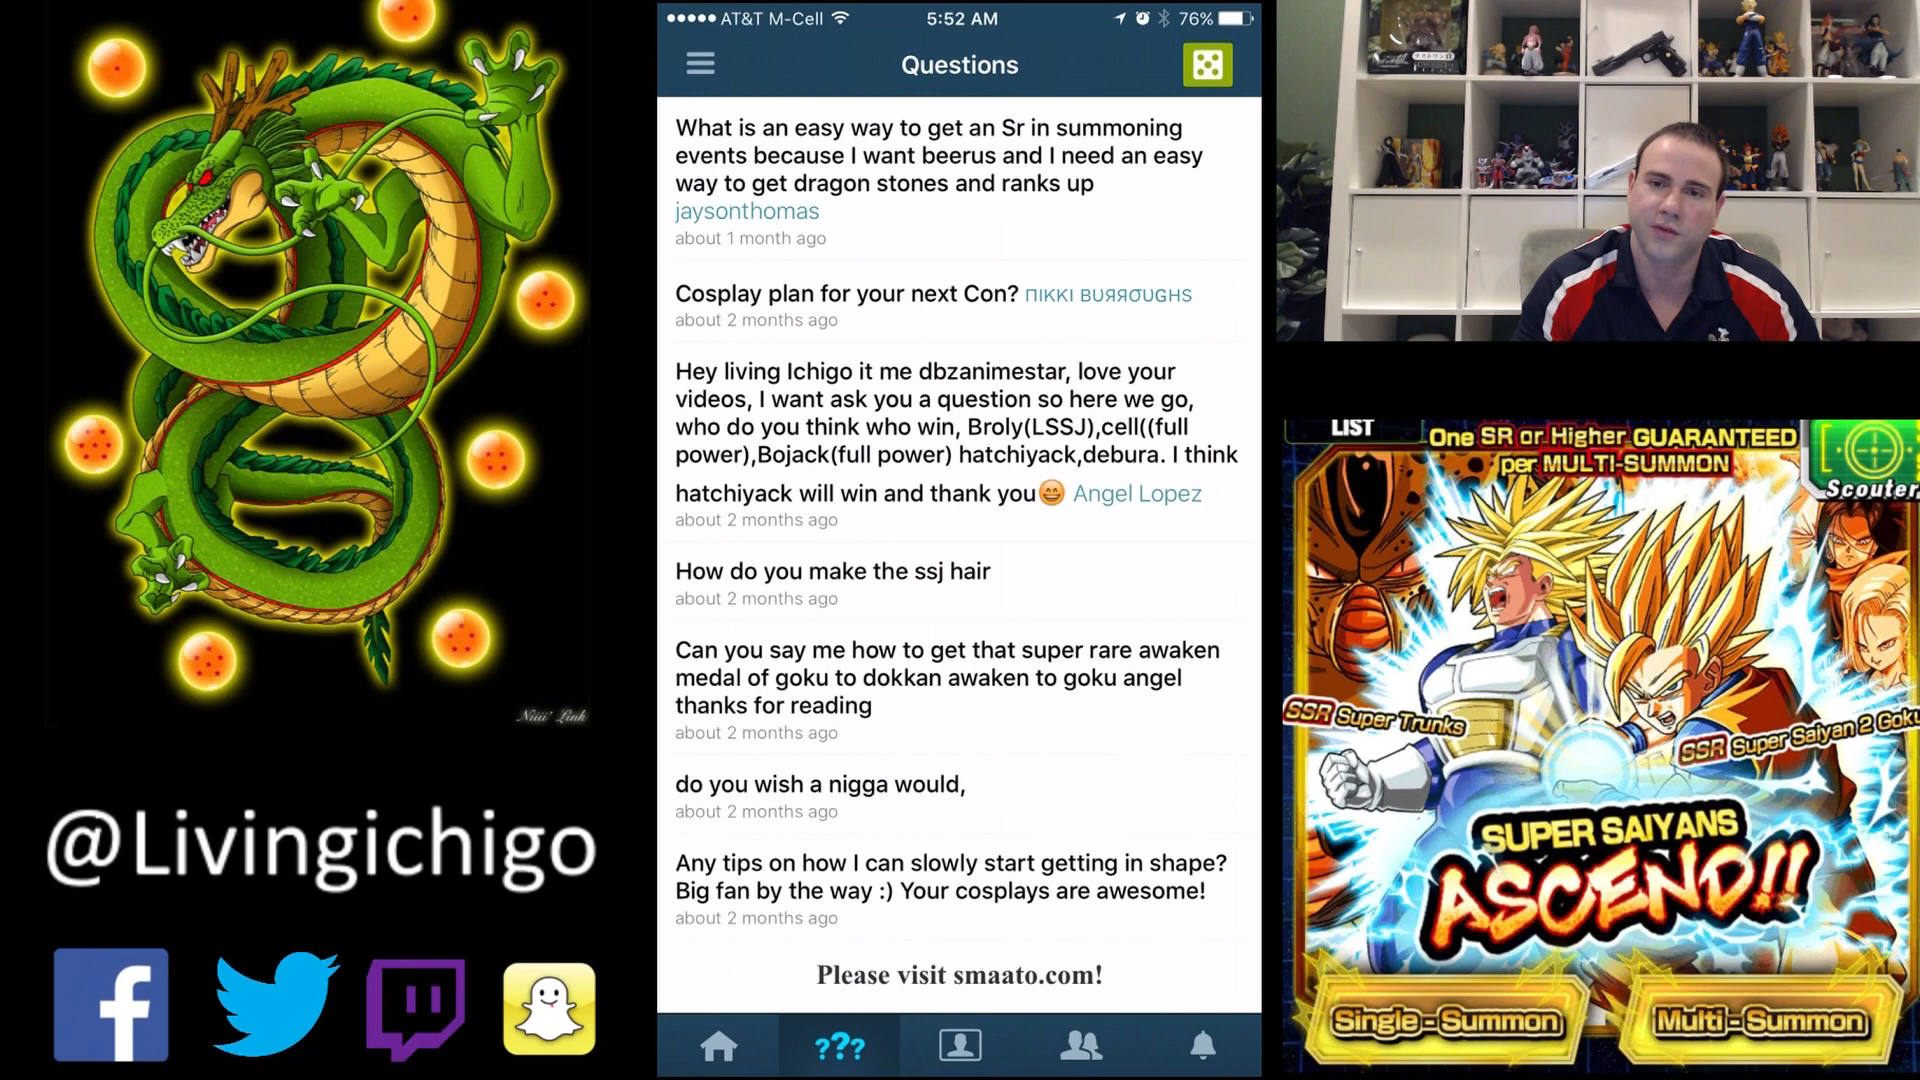 Niiii' Link
@Livingichigo
AT&T M-Cell
5:52 AM
76%
Questions
What is an easy way to get an Sr in summoning
events because I want beerus and I need an easy
way to get dragon stones and ranks up
jaysonthomas
about 1 month ago
Cosplay plan for your next Con? ПIKKI BUЯЯվUGHS
about 2 months ago
Hey living Ichigo it me dbzanimestar, love your
videos, I want ask you a question so here we go,
who do you think who win, Broly(LSSJ),cell((full
power),Bojack(full power) hatchiyack,debura. I think
hatchiyack will win and thank you😄 Angel Lopez
about 2 months ago
How do you make the ssj hair
about 2 months ago
Can you say me how to get that super rare awaken
medal of goku to dokkan awaken to goku angel
thanks for reading
about 2 months ago
do you wish a nigga would,
about 2 months ago
Any tips on how I can slowly start getting in shape?
Big fan by the way :) Your cosplays are awesome!
about 2 months ago
Please visit smaato.com!
???
LIST
One SR or Higher GUARANTEED
per MULTI-SUMMON
Scouter
SSR Super Trunks
SSR Super Saiyan 2 Goku
SUPER SAIYANS
ASCEND!!
Single-Summon
Multi-Summon